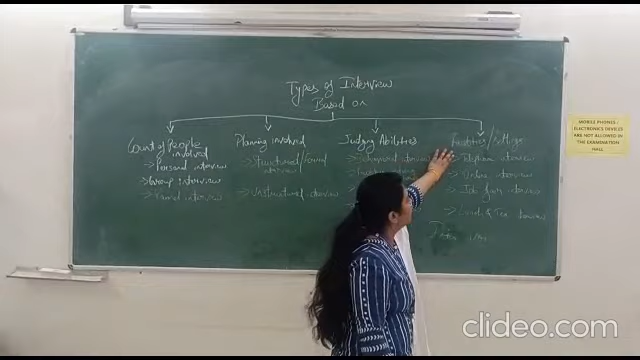 Types of Interview
Based on
Count of People involved
→ Personal interview
→ Group interview
→ Panel interview
Planning involved
→ Structured/Formal interview
→ Unstructured interview
Judging Abilities
→ Behavioural interview
/Settings
→ Telephone interview
→ Online interview
→ Job fair interview
→ Lunch & Tea
MOBILE PHONES/
ELECTRONICS DEVICES
ARE NOT ALLOWED IN
THE EXAMINATION
HALL
clideo.com